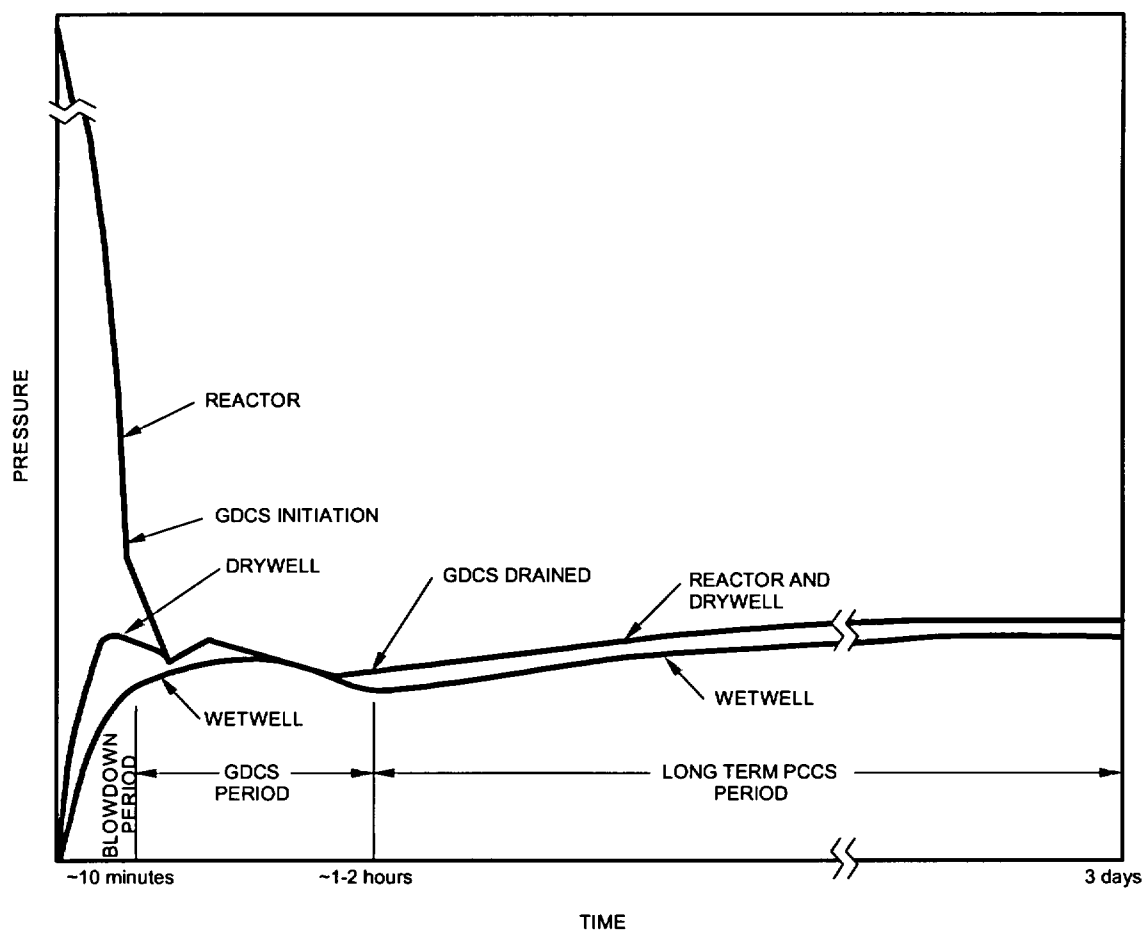 PRESSURE
REACTOR
GDCS INITIATION
DRYWELL
GDCS DRAINED
REACTOR AND
DRYWELL
WETWELL
WETWELL
BLOWDOWN
PERIOD
GDCS
PERIOD
LONG TERM PCCS
PERIOD
~10 minutes
~1-2 hours
3 days
TIME